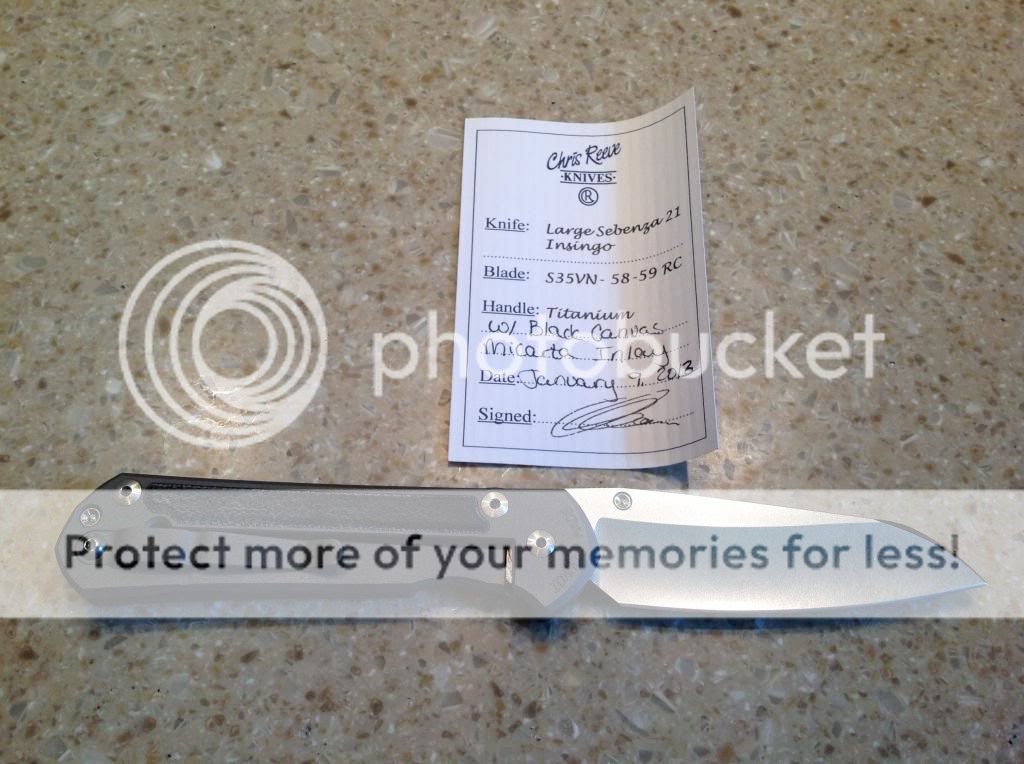 Chris Reeve
·KNIVES·
®
Knife: Large Sebenza 21
Insingo
Blade: S35VN - 58-59 RC
Handle: Titanium
w/ Black Canvas
Micarta Inlay
Date: January 9, 2013
Signed:
photobucket
Protect more of your memories for less!